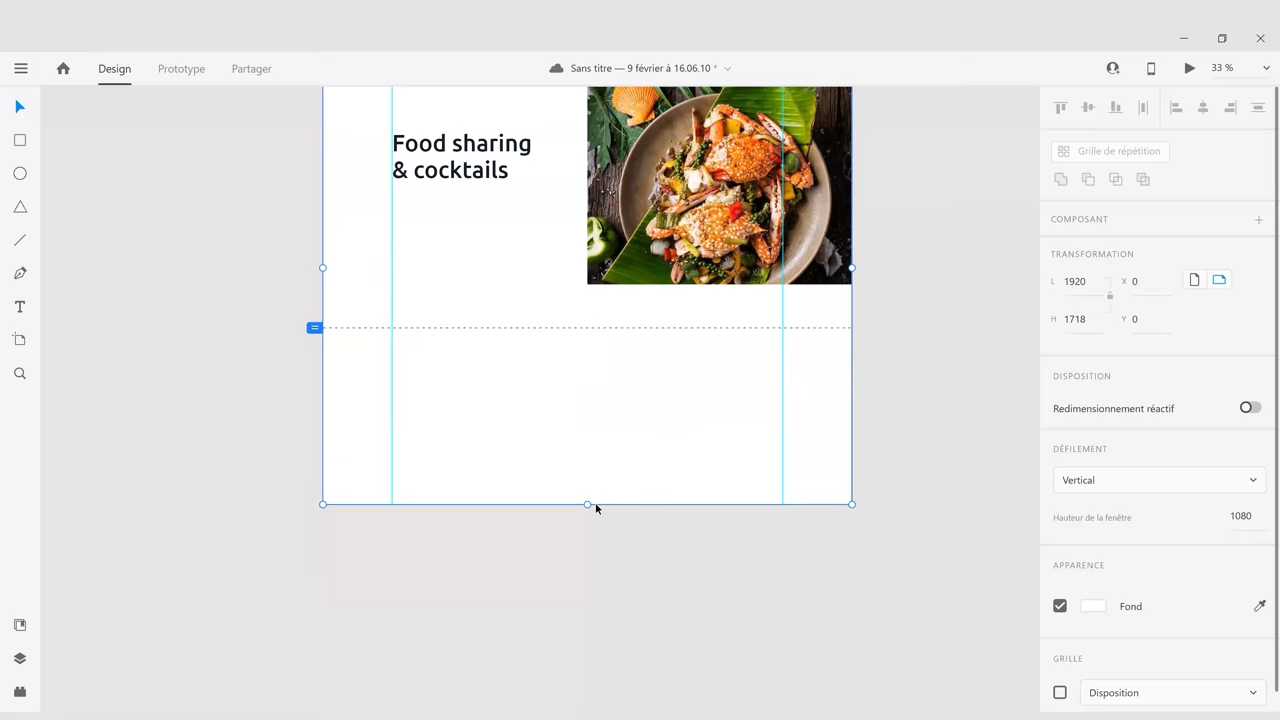 Design
Prototype
Partager
Sans titre — 9 février à 16.06.10 *
33 %
Food sharing
& cocktails
Grille de répétition
COMPOSANT
TRANSFORMATION
L 1920 X 0
H 1718 Y 0
DISPOSITION
Redimensionnement réactif
DÉFILEMENT
Vertical
Hauteur de la fenêtre 1080
APPARENCE
Fond
GRILLE
Disposition